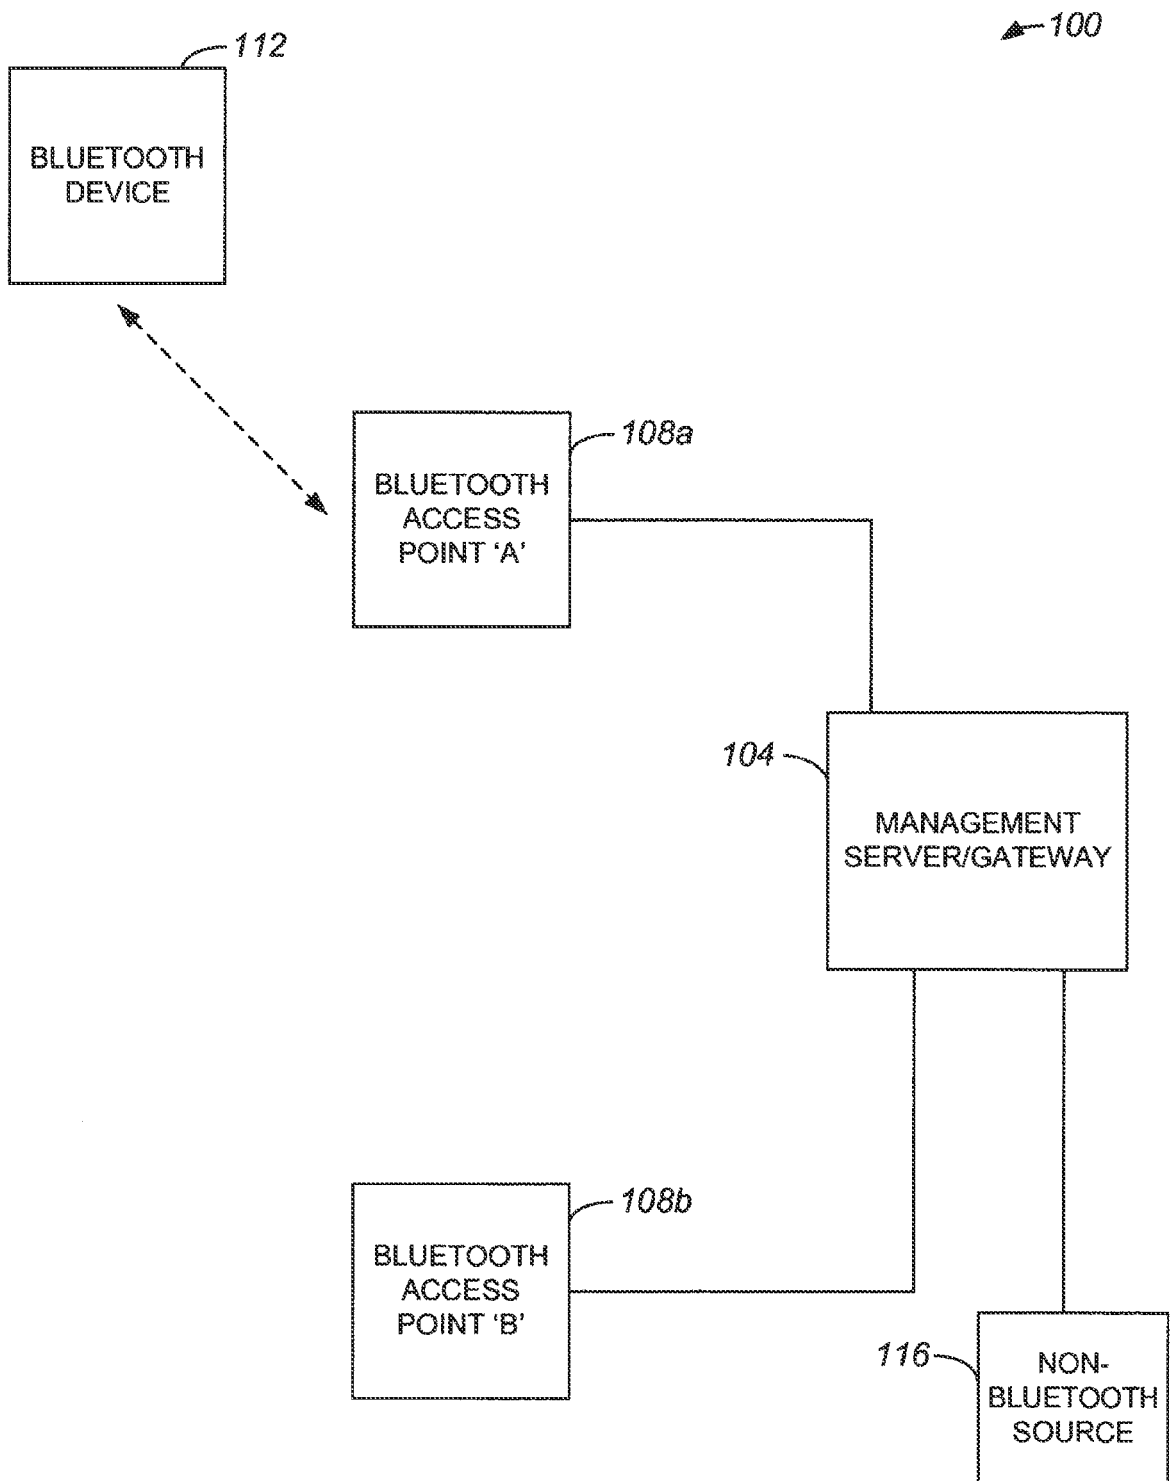 100
112
BLUETOOTH
DEVICE
108a
BLUETOOTH
ACCESS
POINT ‘A’
104
MANAGEMENT
SERVER/GATEWAY
108b
BLUETOOTH
ACCESS
POINT ‘B’
116
NON-
BLUETOOTH
SOURCE